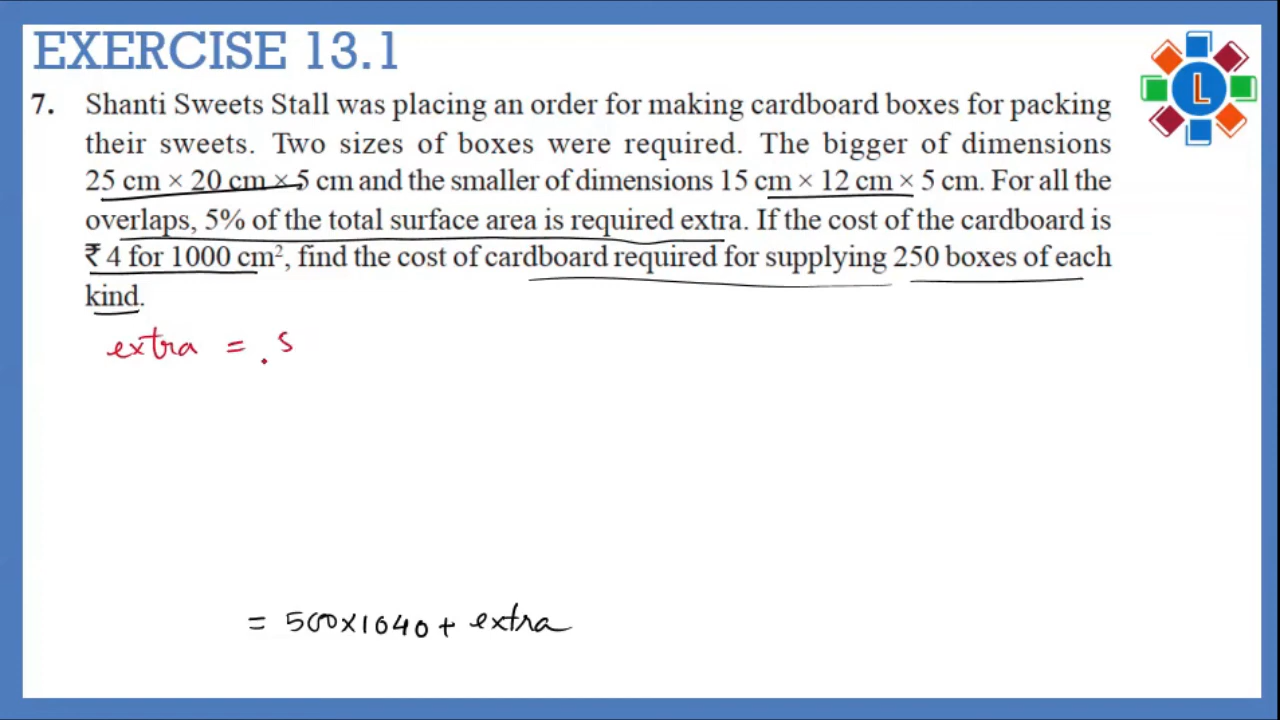 EXERCISE 13.1
L
7. Shanti Sweets Stall was placing an order for making cardboard boxes for packing
their sweets. Two sizes of boxes were required. The bigger of dimensions
25 cm × 20 cm × 5 cm and the smaller of dimensions 15 cm × 12 cm × 5 cm. For all the
overlaps, 5% of the total surface area is required extra. If the cost of the cardboard is
₹ 4 for 1000 cm², find the cost of cardboard required for supplying 250 boxes of each
kind.
extra = . S
= 500×1040 + extra